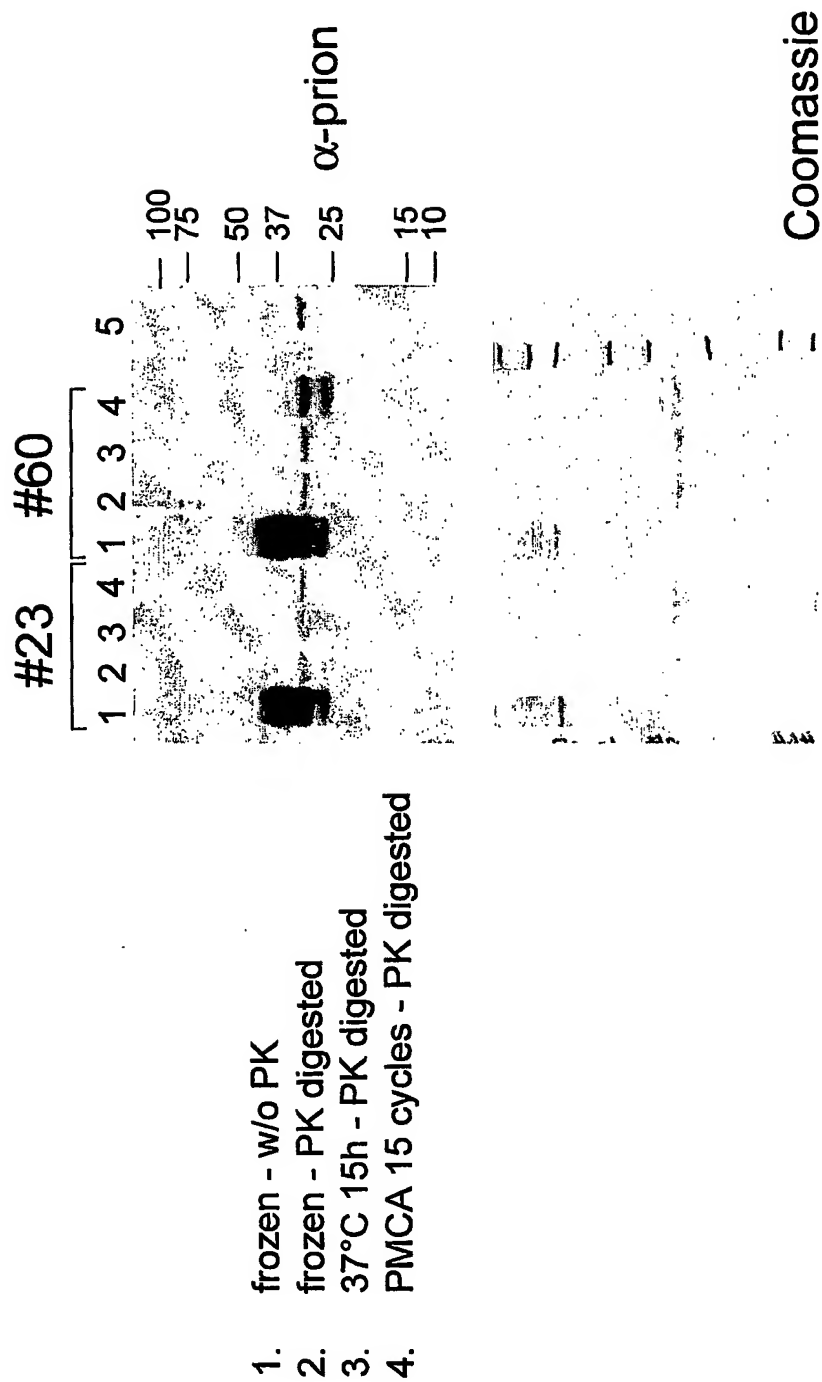 #23 #60
1 2 3 4 1 2 3 4 5
100
75
50
37
25
15
10
α-prion
Coomassie
1. frozen - w/o PK
2. frozen - PK digested
3. 37°C 15h - PK digested
4. PMCA 15 cycles - PK digested